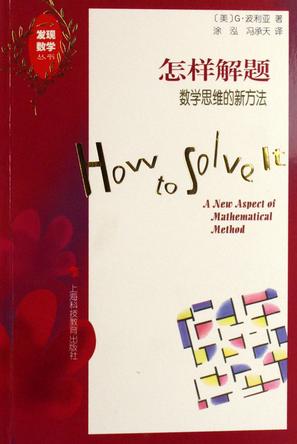 发现
数学
丛书
〔美〕G·波利亚 著
涂 泓 冯承天 译
怎样解题
数学思维的新方法
How to Solve It
A New Aspect of
Mathematical
Method
上海科技教育出版社